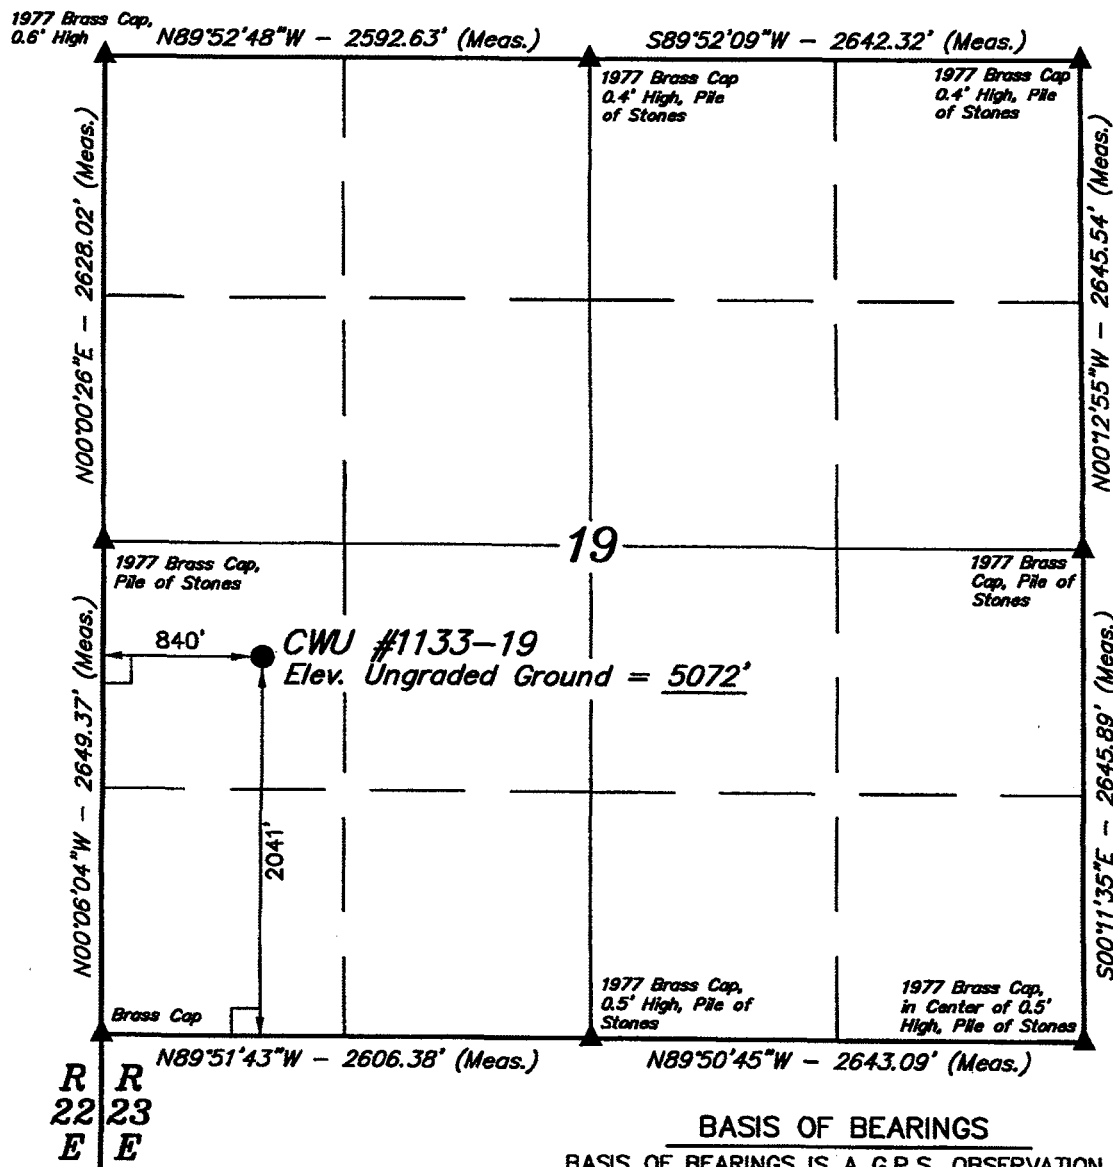 1977 Brass Cap,
0.6' High
N89°52'48"W - 2592.63' (Meas.)
S89°52'09"W - 2642.32' (Meas.)
1977 Brass Cap
0.4' High, Pile
of Stones
1977 Brass Cap
0.4' High, Pile
of Stones
N00°00'26"E - 2628.02' (Meas.)
N00°12'55"W - 2645.54' (Meas.)
19
1977 Brass Cap,
Pile of Stones
1977 Brass
Cap, Pile of
Stones
840'
CWU #1133-19
Elev. Ungraded Ground = 5072'
N00°06'04"W - 2649.37' (Meas.)
2041'
S00°11'35"E - 2645.89' (Meas.)
Brass Cap
1977 Brass Cap,
0.5' High, Pile of
Stones
1977 Brass Cap,
in Center of 0.5'
High, Pile of Stones
N89°51'43"W - 2606.38' (Meas.)
N89°50'45"W - 2643.09' (Meas.)
R R
22 23
E E
BASIS OF BEARINGS
BASIS OF BEARINGS IS A G.P.S. OBSERVATION